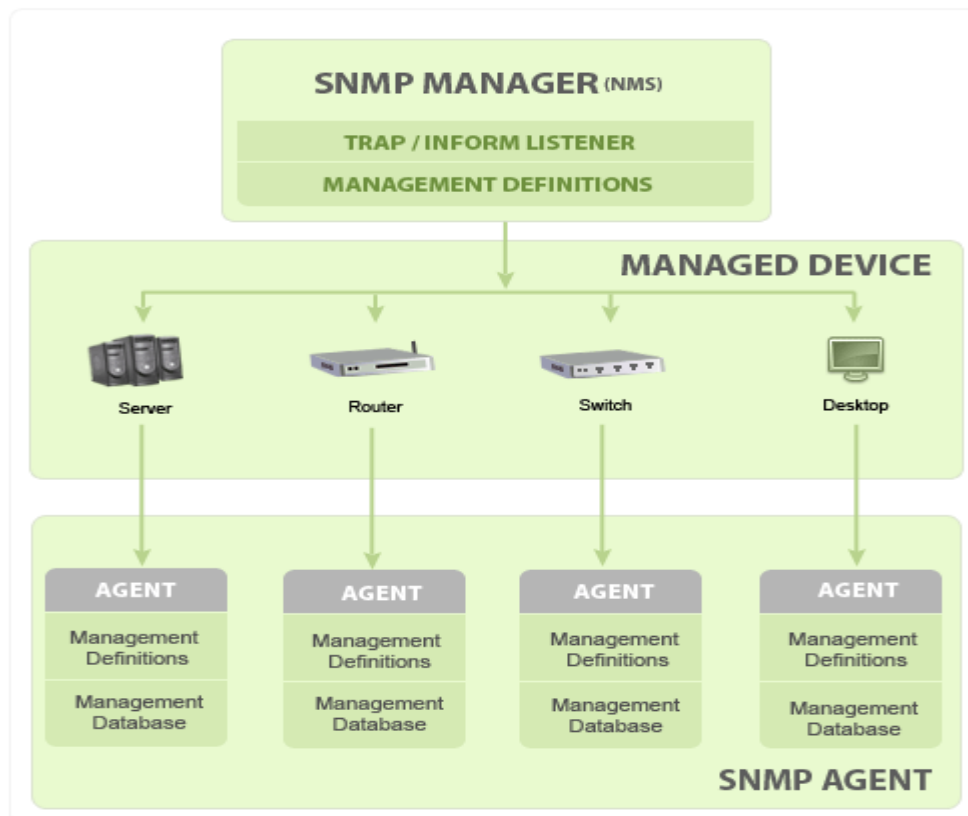 SNMP MANAGER (NMS)
TRAP / INFORM LISTENER
MANAGEMENT DEFINITIONS
MANAGED DEVICE
Server
Router
Switch
Desktop
AGENT
Management
Definitions
Management
Database
AGENT
Management
Definitions
Management
Database
AGENT
Management
Definitions
Management
Database
AGENT
Management
Definitions
Management
Database
SNMP AGENT